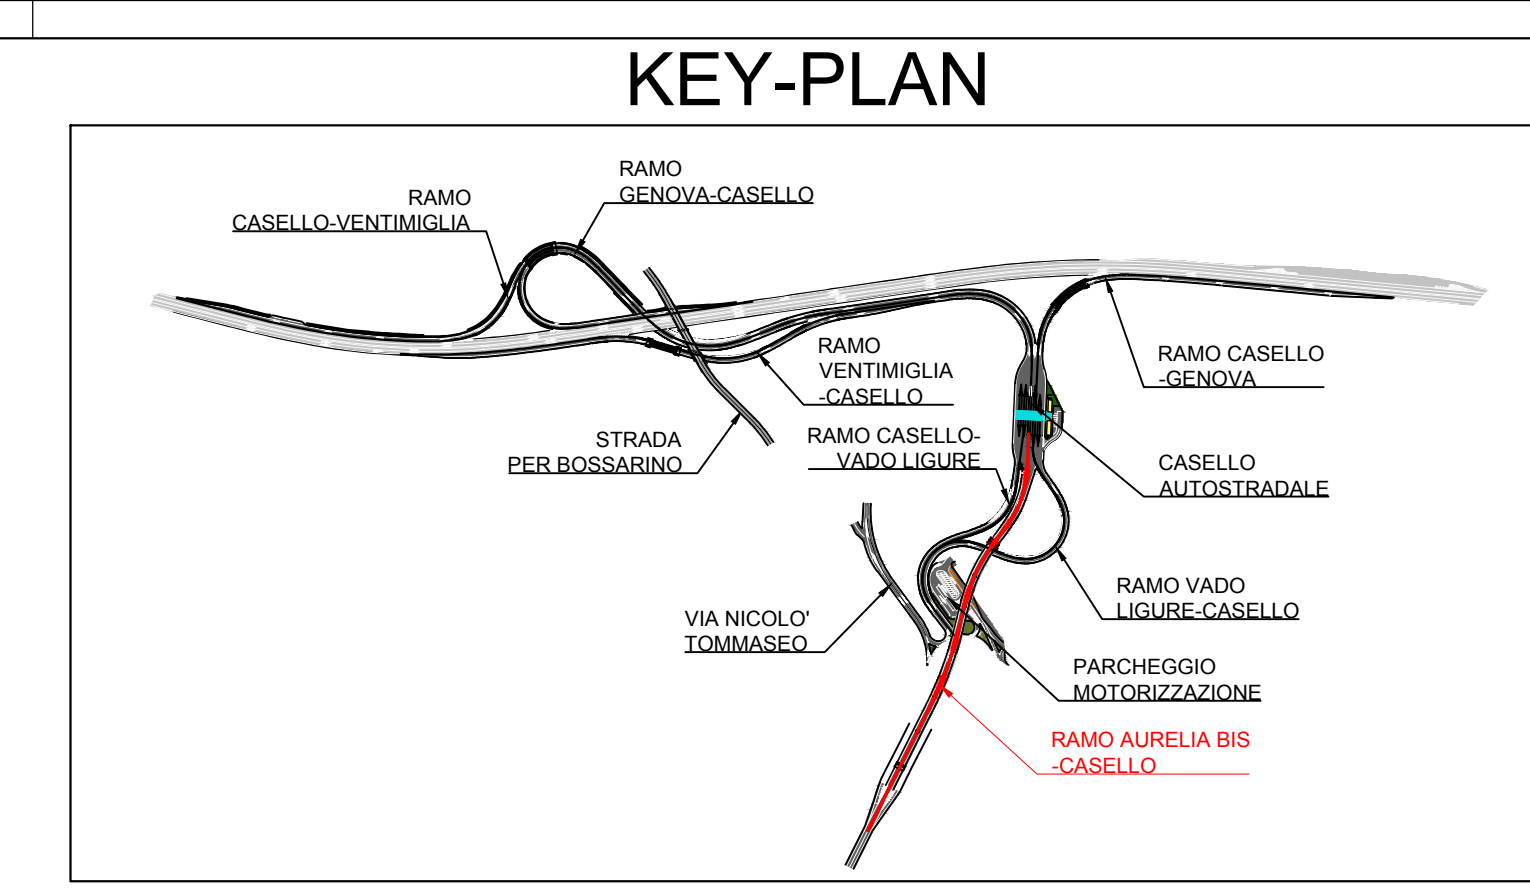 KEY-PLAN
RAMO
GENOVA-CASELLO
RAMO
CASELLO-VENTIMIGLIA
RAMO
VENTIMIGLIA
-CASELLO
RAMO CASELLO
-GENOVA
STRADA
PER BOSSARINO
RAMO CASELLO-
VADO LIGURE
CASELLO
AUTOSTRADALE
RAMO VADO
LIGURE-CASELLO
VIA NICOLO'
TOMMASEO
PARCHEGGIO
MOTORIZZAZIONE
RAMO AURELIA BIS
-CASELLO